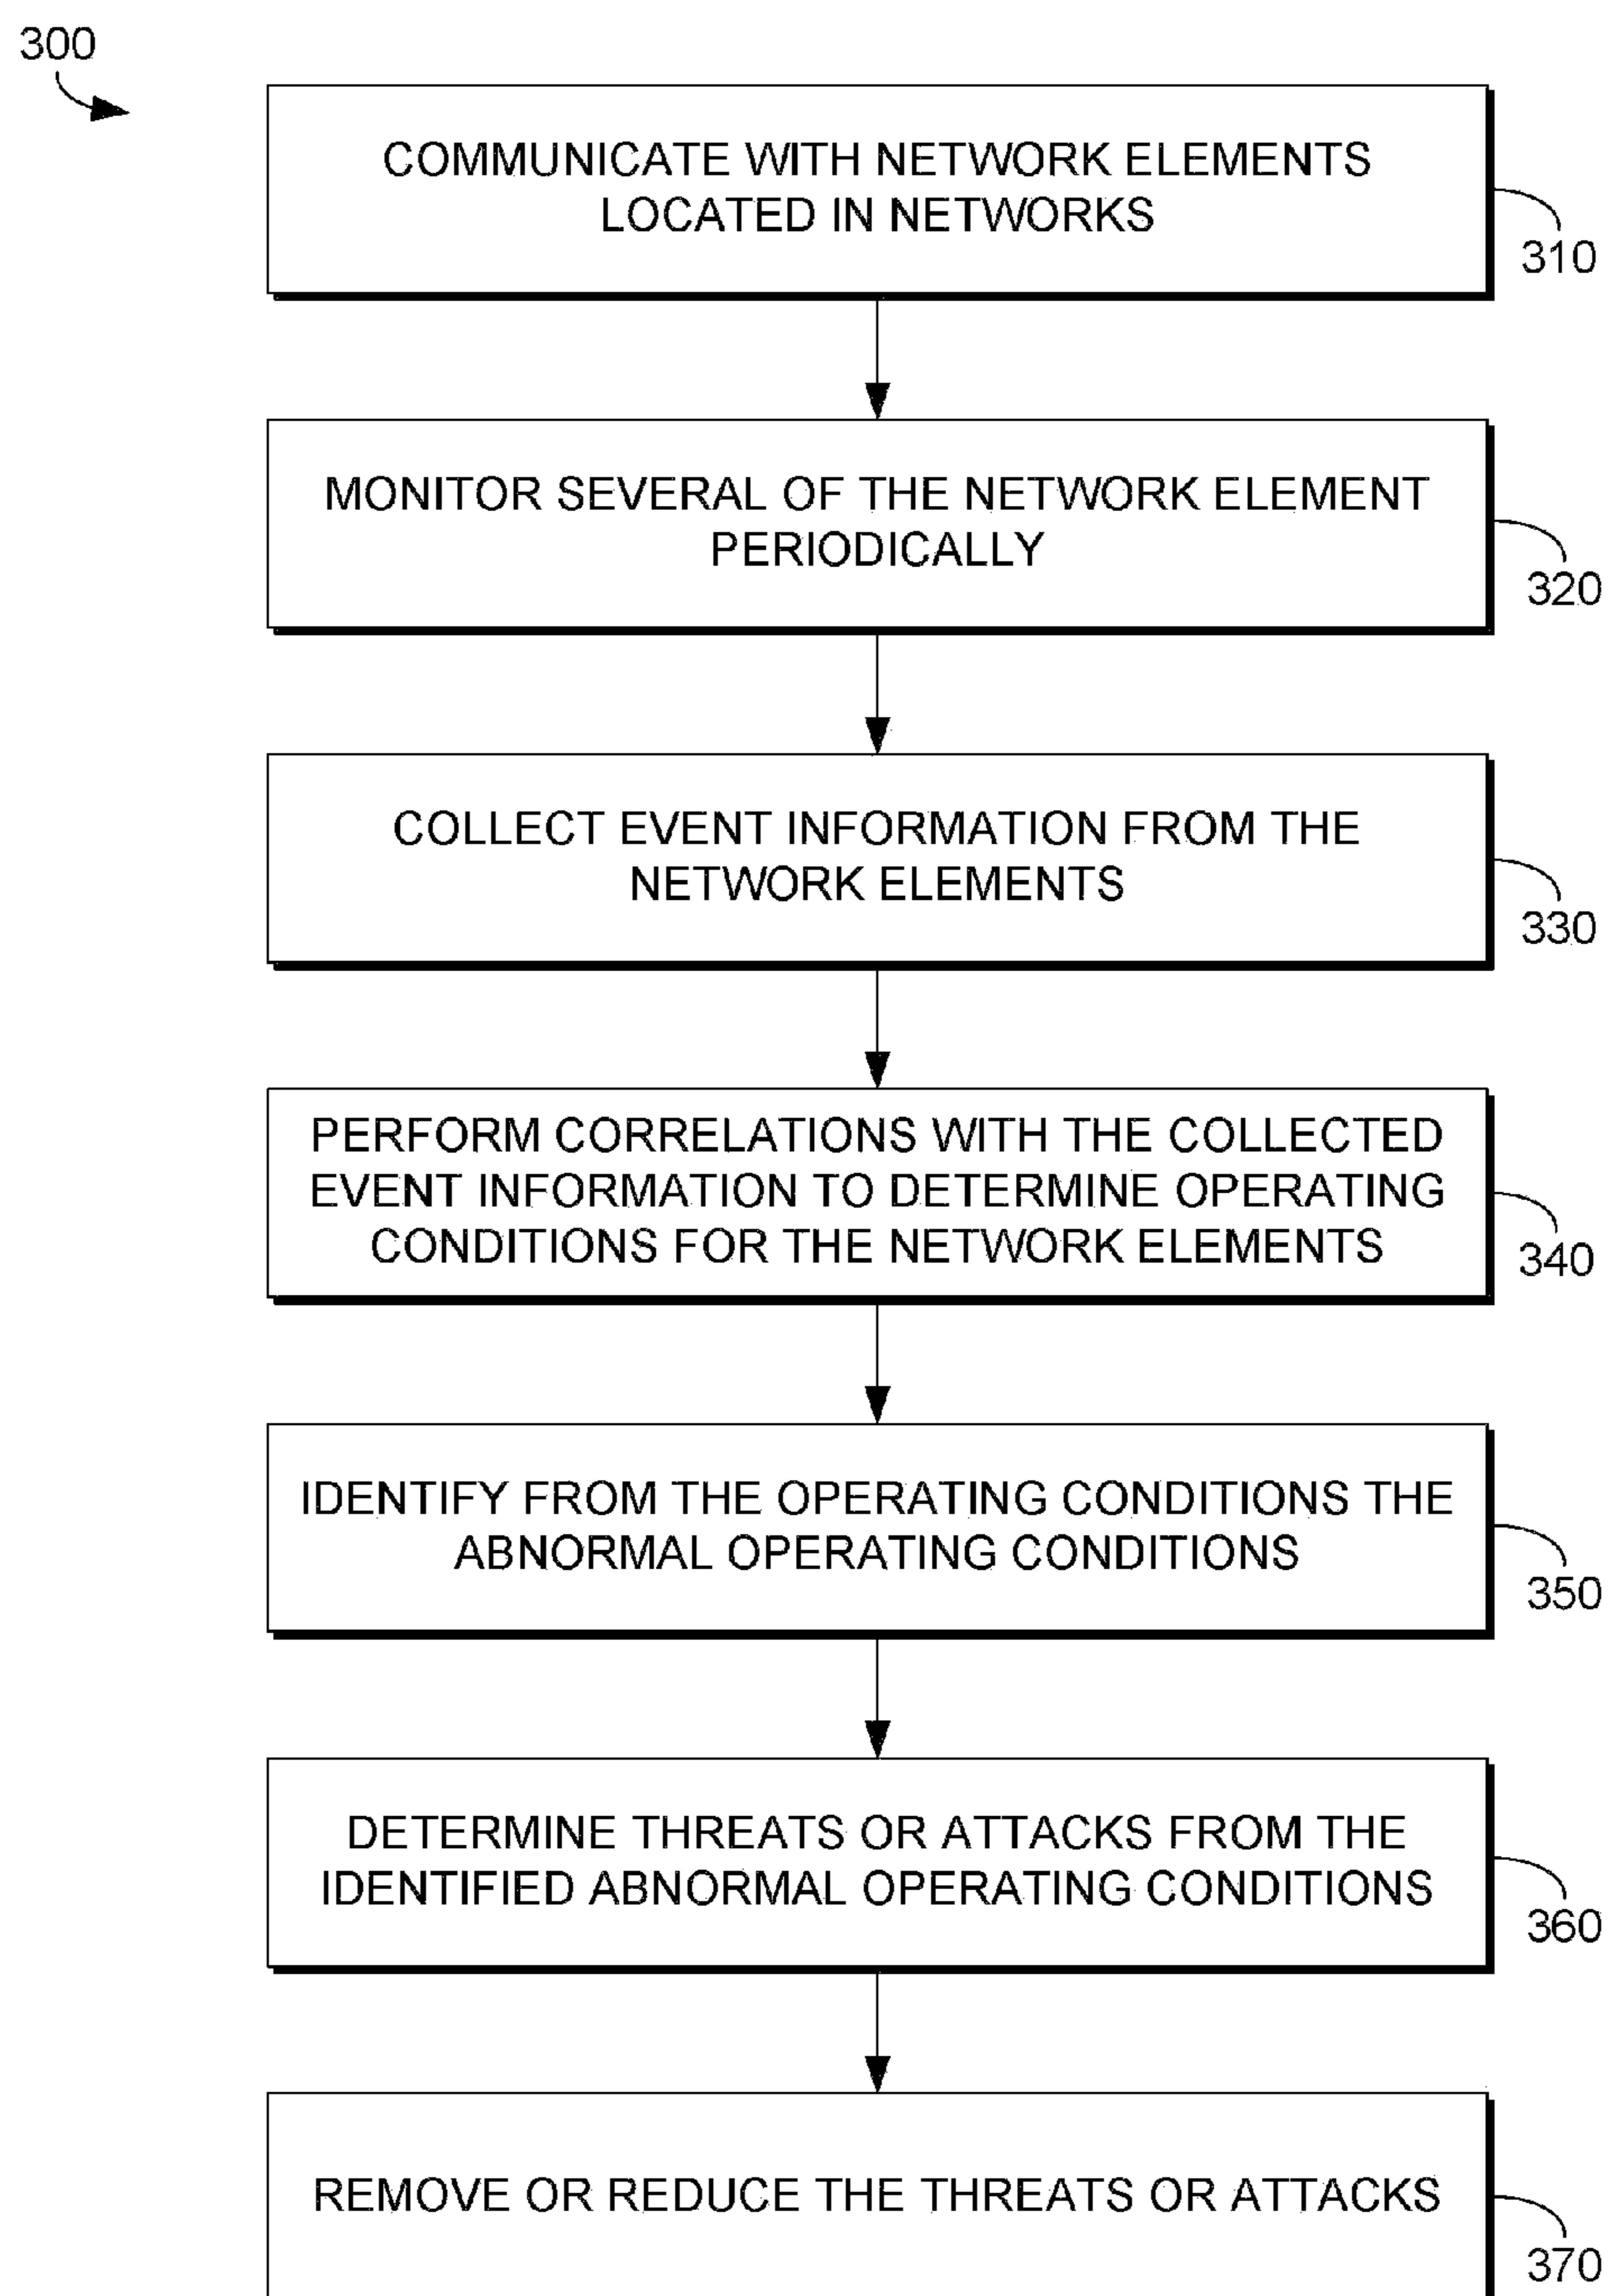 300
COMMUNICATE WITH NETWORK ELEMENTS
LOCATED IN NETWORKS
310
MONITOR SEVERAL OF THE NETWORK ELEMENT
PERIODICALLY
320
COLLECT EVENT INFORMATION FROM THE
NETWORK ELEMENTS
330
PERFORM CORRELATIONS WITH THE COLLECTED
EVENT INFORMATION TO DETERMINE OPERATING
CONDITIONS FOR THE NETWORK ELEMENTS
340
IDENTIFY FROM THE OPERATING CONDITIONS THE
ABNORMAL OPERATING CONDITIONS
350
DETERMINE THREATS OR ATTACKS FROM THE
IDENTIFIED ABNORMAL OPERATING CONDITIONS
360
REMOVE OR REDUCE THE THREATS OR ATTACKS
370